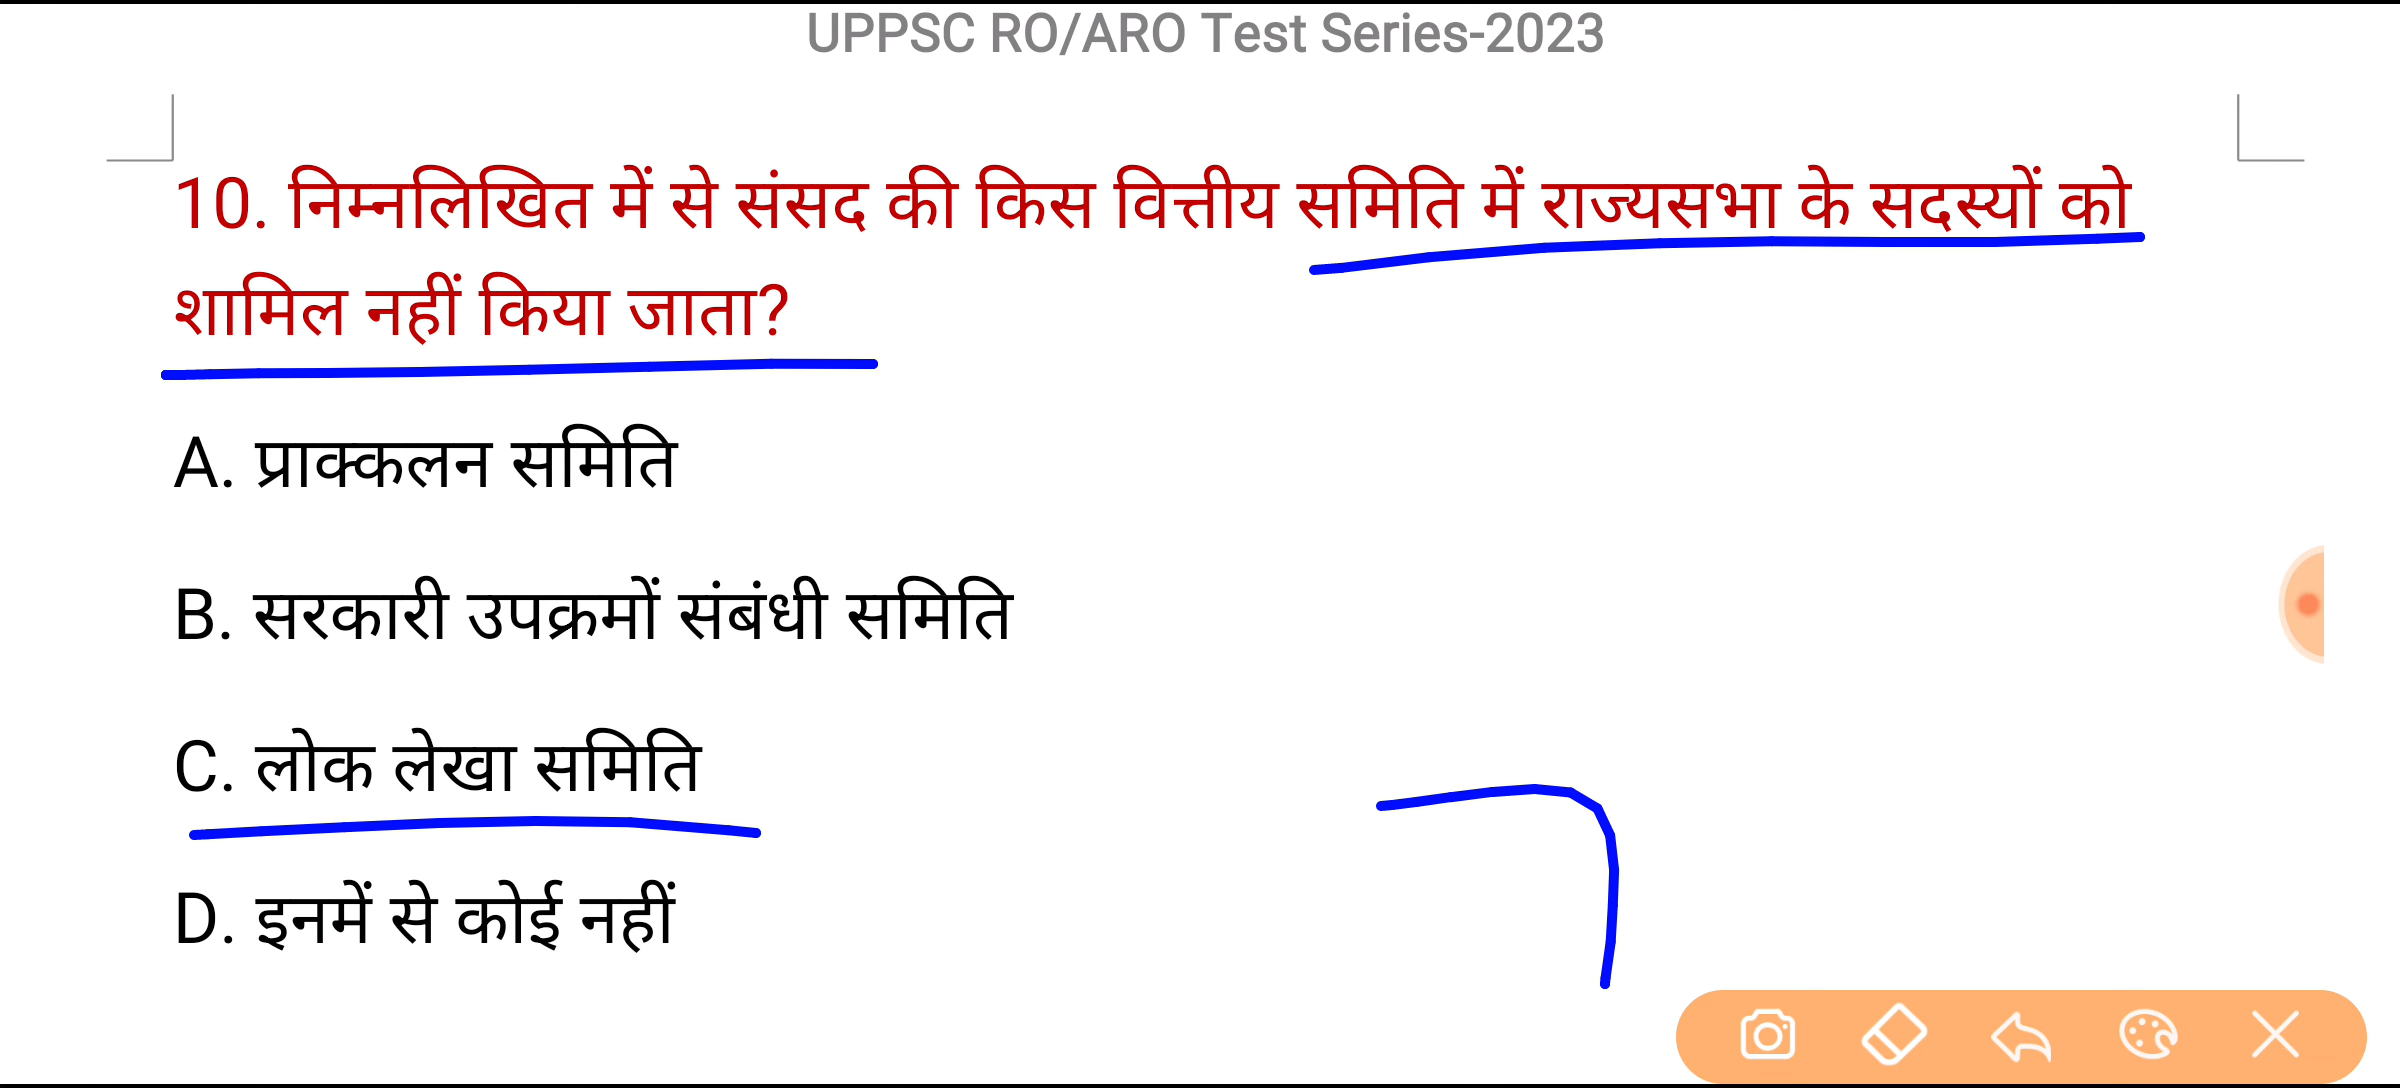 UPPSC RO/ARO Test Series-2023
10. निम्नलिखित में से संसद की किस वित्तीय समिति में राज्यसभा के सदस्यों को
शामिल नहीं किया जाता?
A. प्राक्कलन समिति
B. सरकारी उपक्रमों संबंधी समिति
C. लोक लेखा समिति
D. इनमें से कोई नहीं